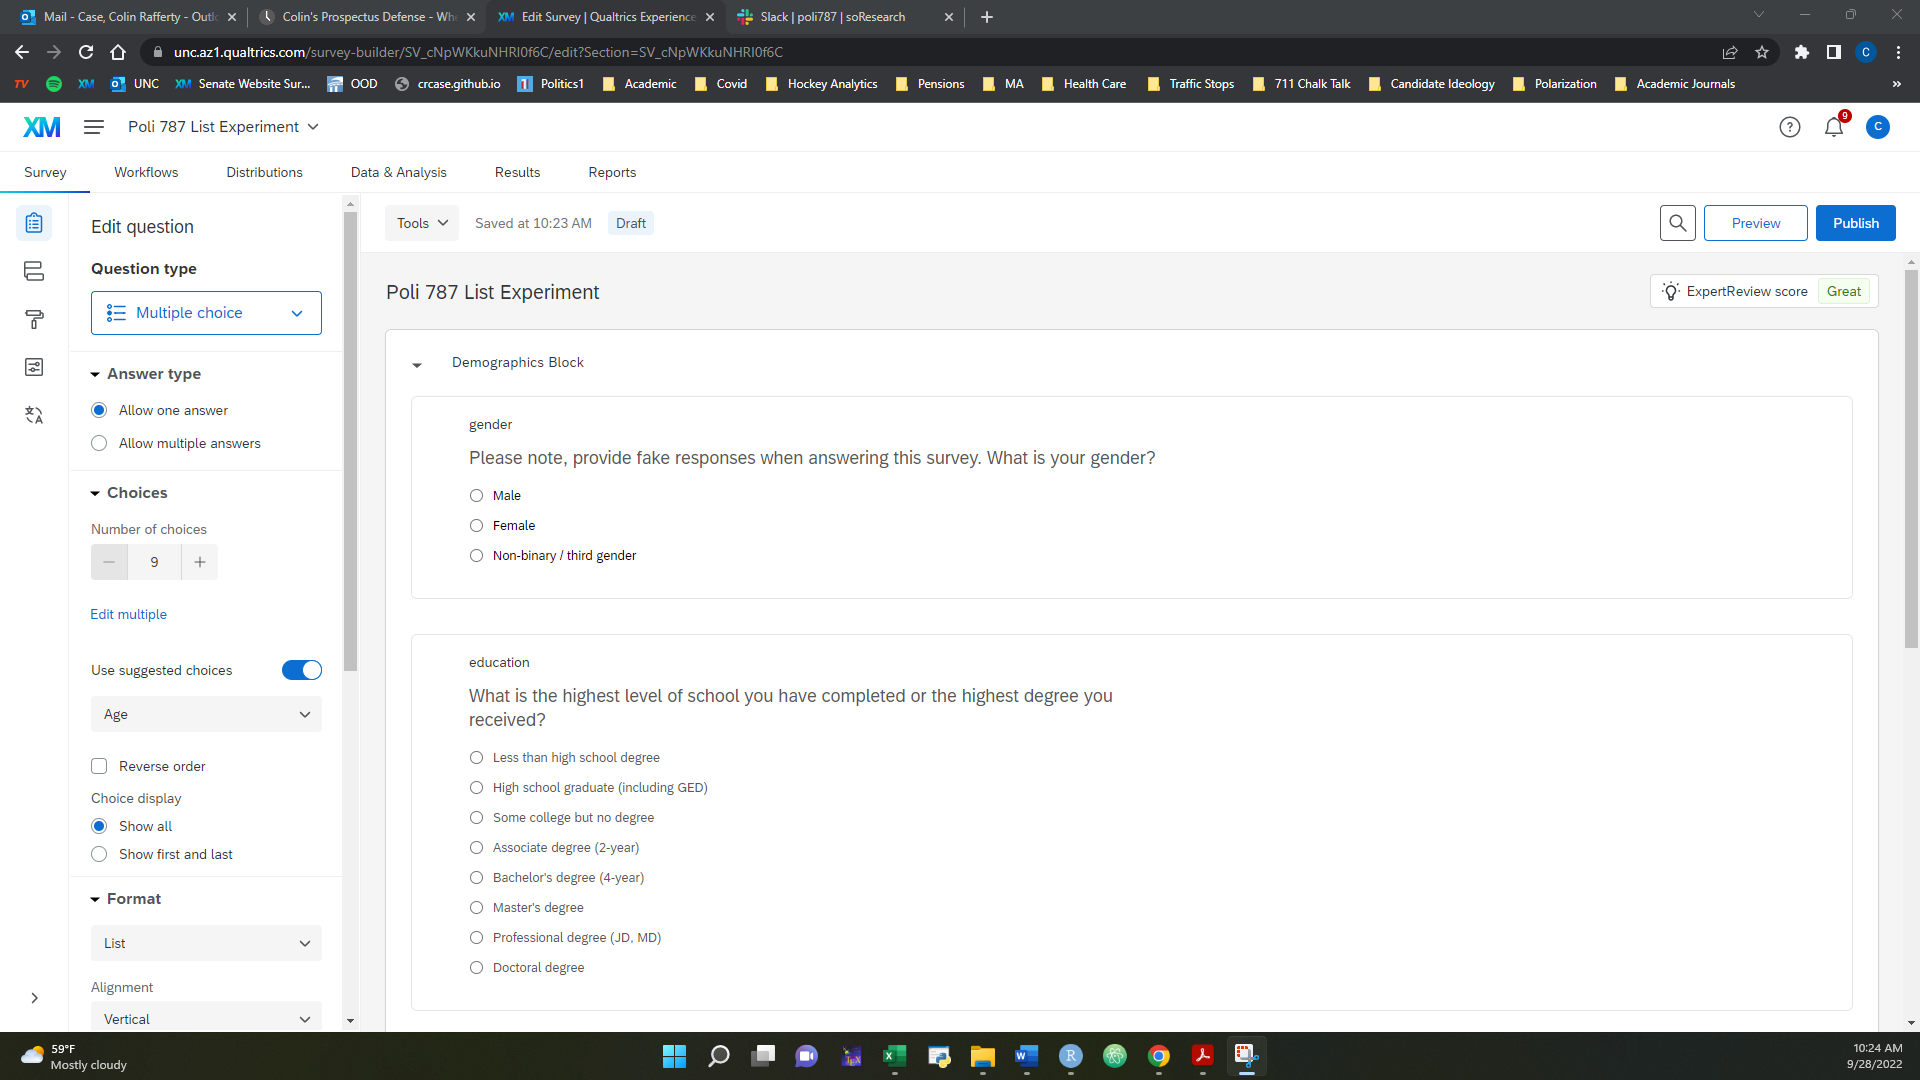 Mail - Case, Colin Rafferty - Outl
Colin's Prospectus Defense - Whe
XM Edit Survey | Qualtrics Experience
Slack | poli787 | soResearch
unc.az1.qualtrics.com/survey-builder/SV_cNpWKkuNHRI0f6C/edit?Section=SV_cNpWKkuNHRI0f6C
C
TV
XM
UNC
XM Senate Website Sur...
OOD
crcase.github.io
1 Politics1
Academic
Covid
Hockey Analytics
Pensions
MA
Health Care
Traffic Stops
711 Chalk Talk
Candidate Ideology
Polarization
Academic Journals
»
XM
Poli 787 List Experiment
?
9
C
Survey
Workflows
Distributions
Data & Analysis
Results
Reports
Edit question
Question type
Multiple choice
Answer type
Allow one answer
Allow multiple answers
Choices
Number of choices
9
Edit multiple
Use suggested choices
Age
Reverse order
Choice display
Show all
Show first and last
Format
List
Alignment
Vertical
Tools
Saved at 10:23 AM
Draft
Preview
Publish
Poli 787 List Experiment
ExpertReview score Great
Demographics Block
gender
Please note, provide fake responses when answering this survey. What is your gender?
Male
Female
Non-binary / third gender
education
What is the highest level of school you have completed or the highest degree you
received?
Less than high school degree
High school graduate (including GED)
Some college but no degree
Associate degree (2-year)
Bachelor's degree (4-year)
Master's degree
Professional degree (JD, MD)
Doctoral degree
59°F
Mostly cloudy
10:24 AM
9/28/2022